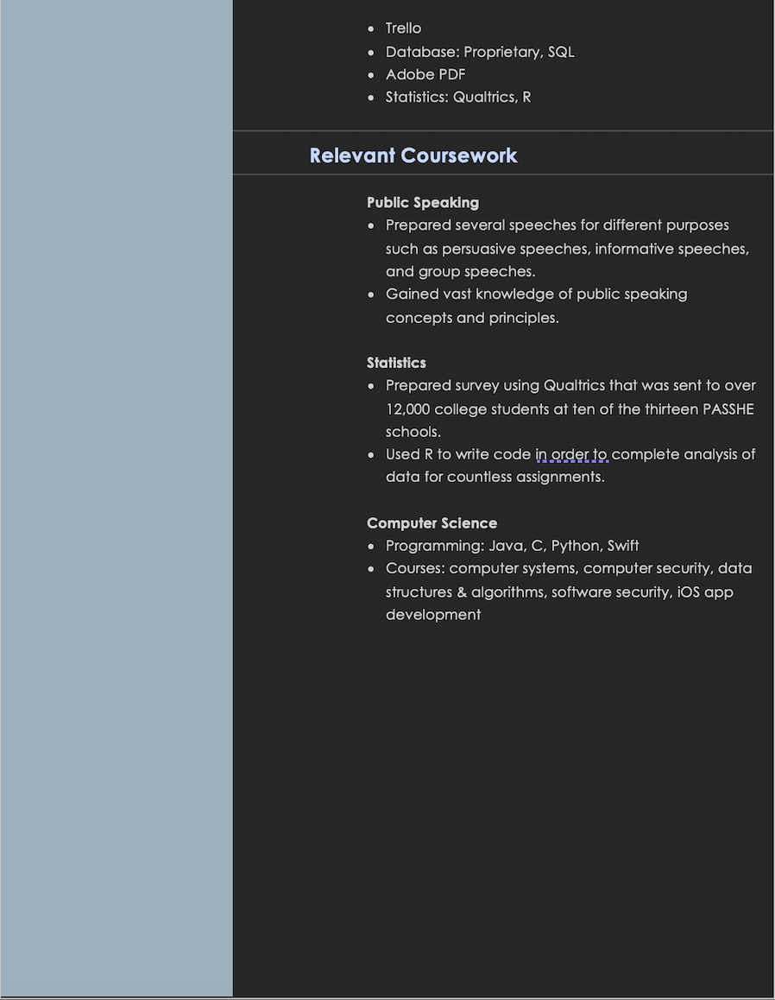 • Trello
• Database: Proprietary, SQL
• Adobe PDF
• Statistics: Qualtrics, R
Relevant Coursework
Public Speaking
• Prepared several speeches for different purposes
such as persuasive speeches, informative speeches,
and group speeches.
• Gained vast knowledge of public speaking
concepts and principles.
Statistics
• Prepared survey using Qualtrics that was sent to over
12,000 college students at ten of the thirteen PASSHE
schools.
• Used R to write code in order to complete analysis of
data for countless assignments.
Computer Science
• Programming: Java, C, Python, Swift
• Courses: computer systems, computer security, data
structures & algorithms, software security, iOS app
development